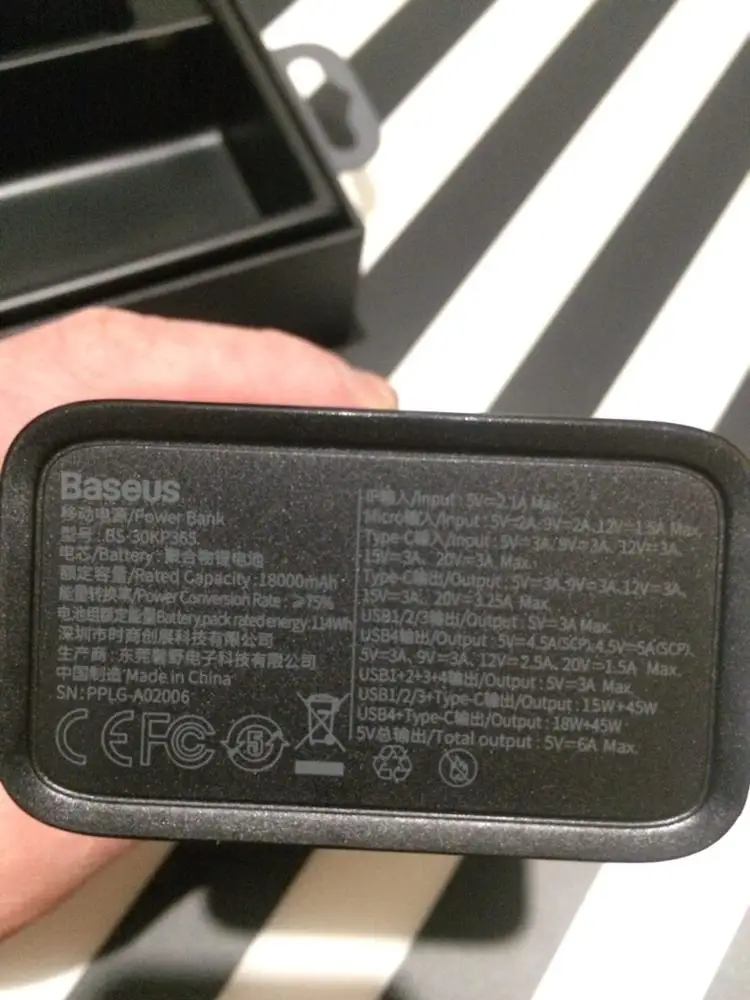 Baseus
移动电源/Power Bank
型号: BS-30KP365
电芯/Battery: 聚合物锂电池
额定容量/Rated Capacity: 18000mAh
能量转换率/Power Conversion Rate: ≥75%
电池组额定能量/Battery pack rated energy: 114Wh
深圳市时商创展科技有限公司
生产商: 东莞 野电子科技有限公司
中国制造/Made in China
SN: PPLG-A02006
CE FC 5
IP输入/Input: 5V=2.1A Max.
Micro输入/Input: 5V=2A, 9V=2A, 12V=1.5A Max.
Type-C输入/Input: 5V=3A, 9V=3A, 12V=3A,
15V=3A, 20V=3A Max.
Type-C输出/Output: 5V=3A, 9V=3A, 12V=3A,
15V=3A, 20V=3.25A Max.
USB1/2/3输出/Output: 5V=3A Max.
USB4输出/Output: 5V=4.5A(SCP), 4.5V=5A(SCP),
5V=3A, 9V=3A, 12V=2.5A, 20V=1.5A Max.
USB1+2+3+4输出/Output: 5V=3A Max.
USB1/2/3+Type-C输出/Output: 15W+45W
USB4+Type-C输出/Output: 18W+45W
5V总输出/Total output: 5V=6A Max.